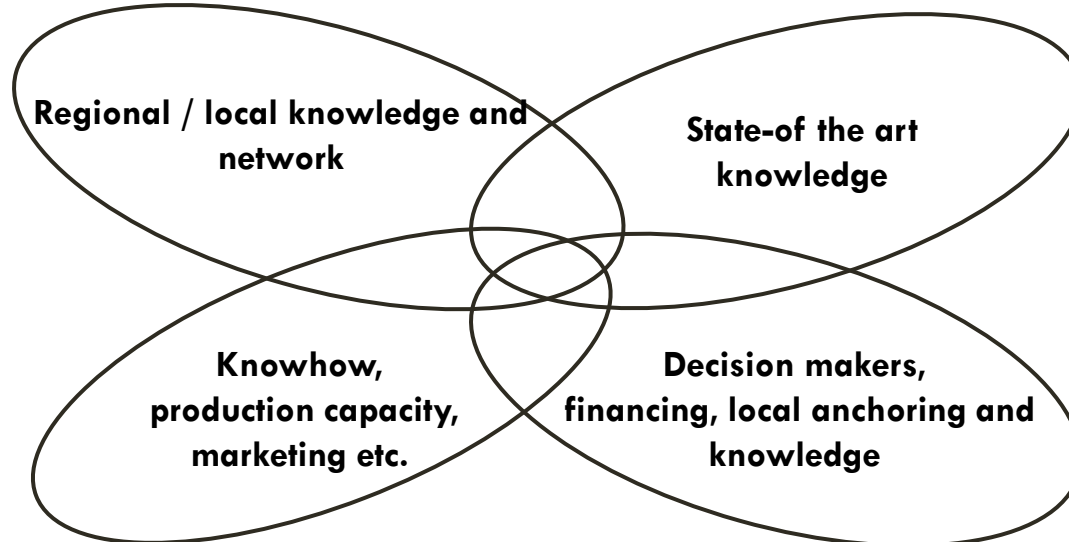 Regional / local knowledge and
network
State-of the art
knowledge
Knowhow,
production capacity,
marketing etc.
Decision makers,
financing, local anchoring and
knowledge